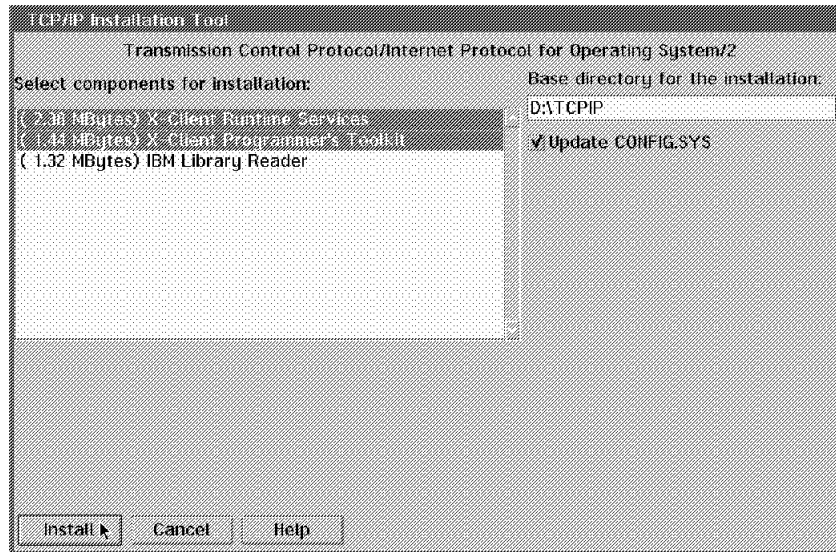 TCP/IP Installation Tool
Transmission Control Protocol/Internet Protocol for Operating System/2
Select components for installation:
Base directory for the installation:
( 2.38 MBytes) X-Client Runtime Services
( 1.44 MBytes) X-Client Programmer's Toolkit
( 1.32 MBytes) IBM Library Reader
D:\TCPIP
Update CONFIG.SYS
Install
Cancel
Help